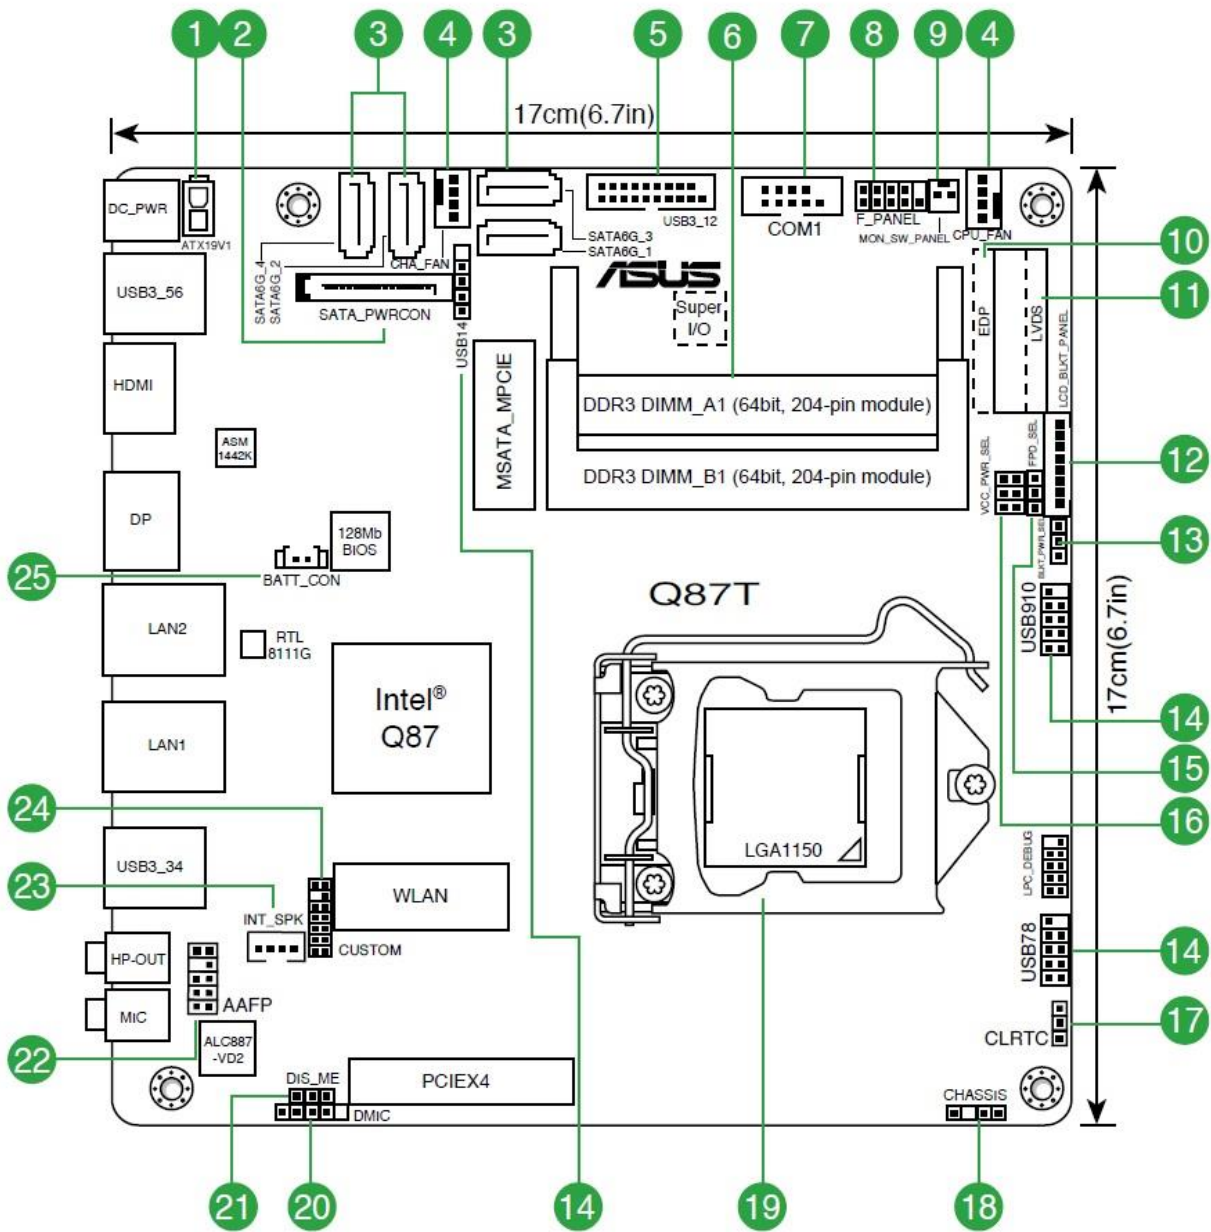 1 2 3 4 3 5 6 7 8 9 4
17cm(6.7in)
DC_PWR
ATX19V1
SATA6G_4
SATA6G_2
CHA_FAN
SATA6G_3
SATA6G_1
USB3_12
COM1
F_PANEL
MON_SW_PANEL
CPU_FAN
10
USB3_56
SATA_PWRCON
USB14
ASUS
Super
I/O
EDP
LVDS
LCD_BLKT_PANEL
11
HDMI
MSATA_MPCIE
DDR3 DIMM_A1 (64bit, 204-pin module)
DDR3 DIMM_B1 (64bit, 204-pin module)
VCC_PWR_SEL
FPD_SEL
12
ASM
1442K
DP
128Mb
BIOS
BLKT_PWR_SEL
13
25
BATT_CON
Q87T
USB910
17cm(6.7in)
LAN2
RTL
8111G
Intel®
Q87
14
LAN1
15
24
16
LGA1150
LPC_DEBUG
USB3_34
23
WLAN
INT_SPK
CUSTOM
USB78
14
HP-OUT
AAFP
MIC
17
CLRTC
22
ALC887
-VD2
DIS_ME
PCIEX4
DMIC
CHASSIS
21 20 14 19 18